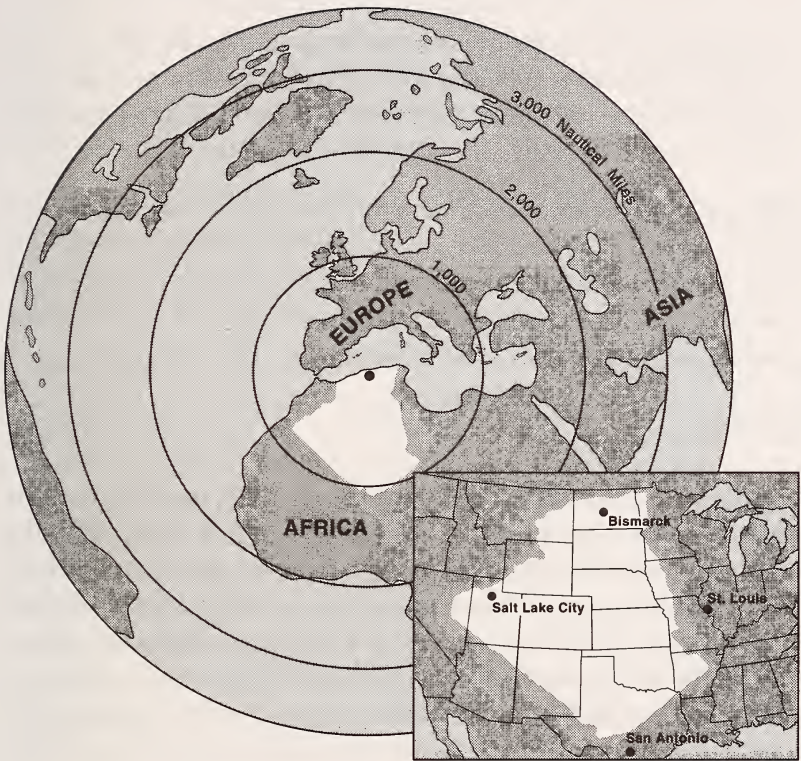 3,000 Nautical Miles
2,000
1,000
EUROPE
ASIA
AFRICA
Bismarck
Salt Lake City
St. Louis
San Antonio